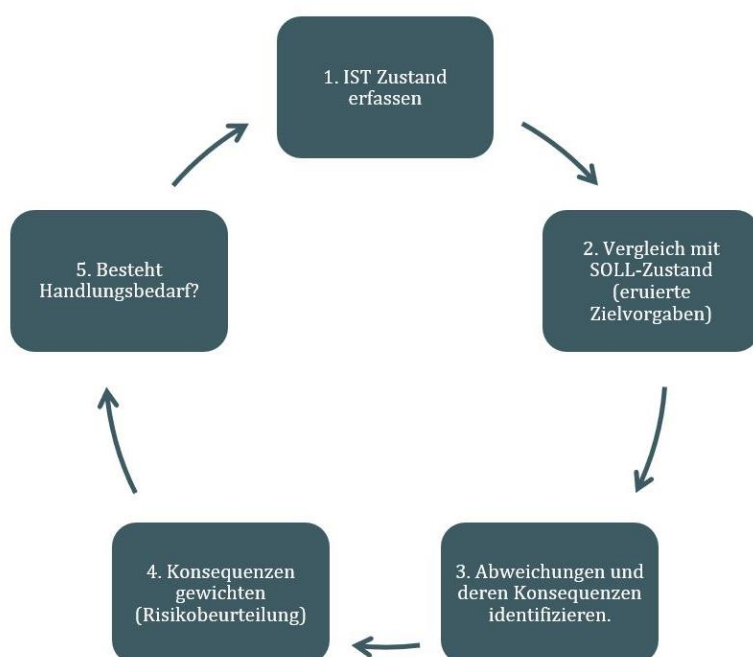 1. IST Zustand
erfassen
2. Vergleich mit
SOLL-Zustand
(eruierte
Zielvorgaben)
3. Abweichungen und
deren Konsequenzen
identifizieren.
4. Konsequenzen
gewichten
(Risikobeurteilung)
5. Besteht
Handlungsbedarf?